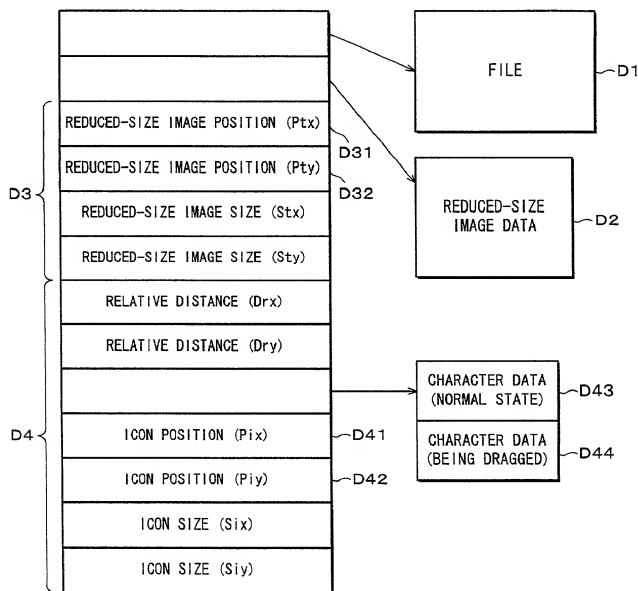 FILE
D1
REDUCED-SIZE IMAGE POSITION (Ptx)
D31
REDUCED-SIZE IMAGE POSITION (Pty)
D32
D3
REDUCED-SIZE IMAGE SIZE (Stx)
REDUCED-SIZE IMAGE SIZE (Sty)
REDUCED-SIZE
IMAGE DATA
D2
RELATIVE DISTANCE (Drx)
RELATIVE DISTANCE (Dry)
CHARACTER DATA
(NORMAL STATE)
D43
CHARACTER DATA
(BEING DRAGGED)
D44
D4
ICON POSITION (Pix)
D41
ICON POSITION (Piy)
D42
ICON SIZE (Six)
ICON SIZE (Siy)